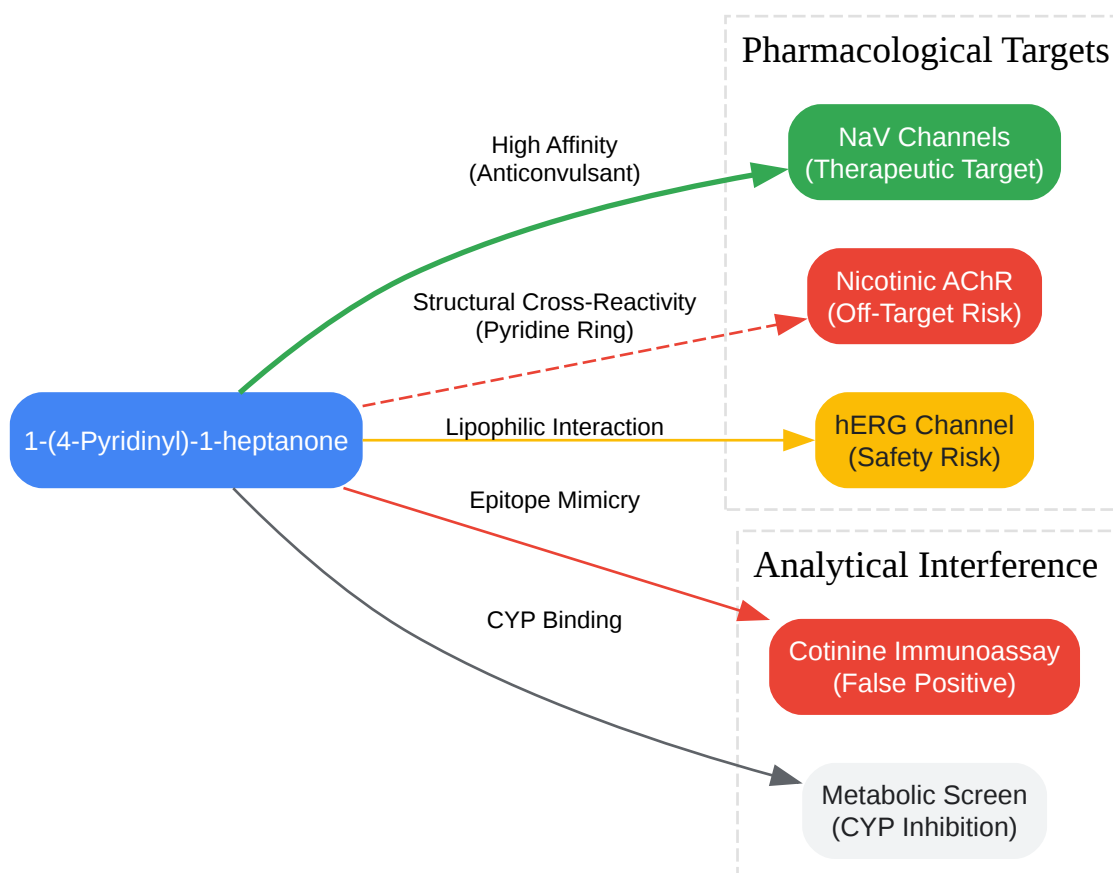 Pharmacological Targets
NaV Channels
(Therapeutic Target)
High Affinity
(Anticonvulsant)
Nicotinic AChR
(Off-Target Risk)
Structural Cross-Reactivity
(Pyridine Ring)
1-(4-Pyridinyl)-1-heptanone
Lipophilic Interaction
hERG Channel
(Safety Risk)
Epitope Mimicry
Analytical Interference
CYP Binding
Cotinine Immunoassay
(False Positive)
Metabolic Screen
(CYP Inhibition)